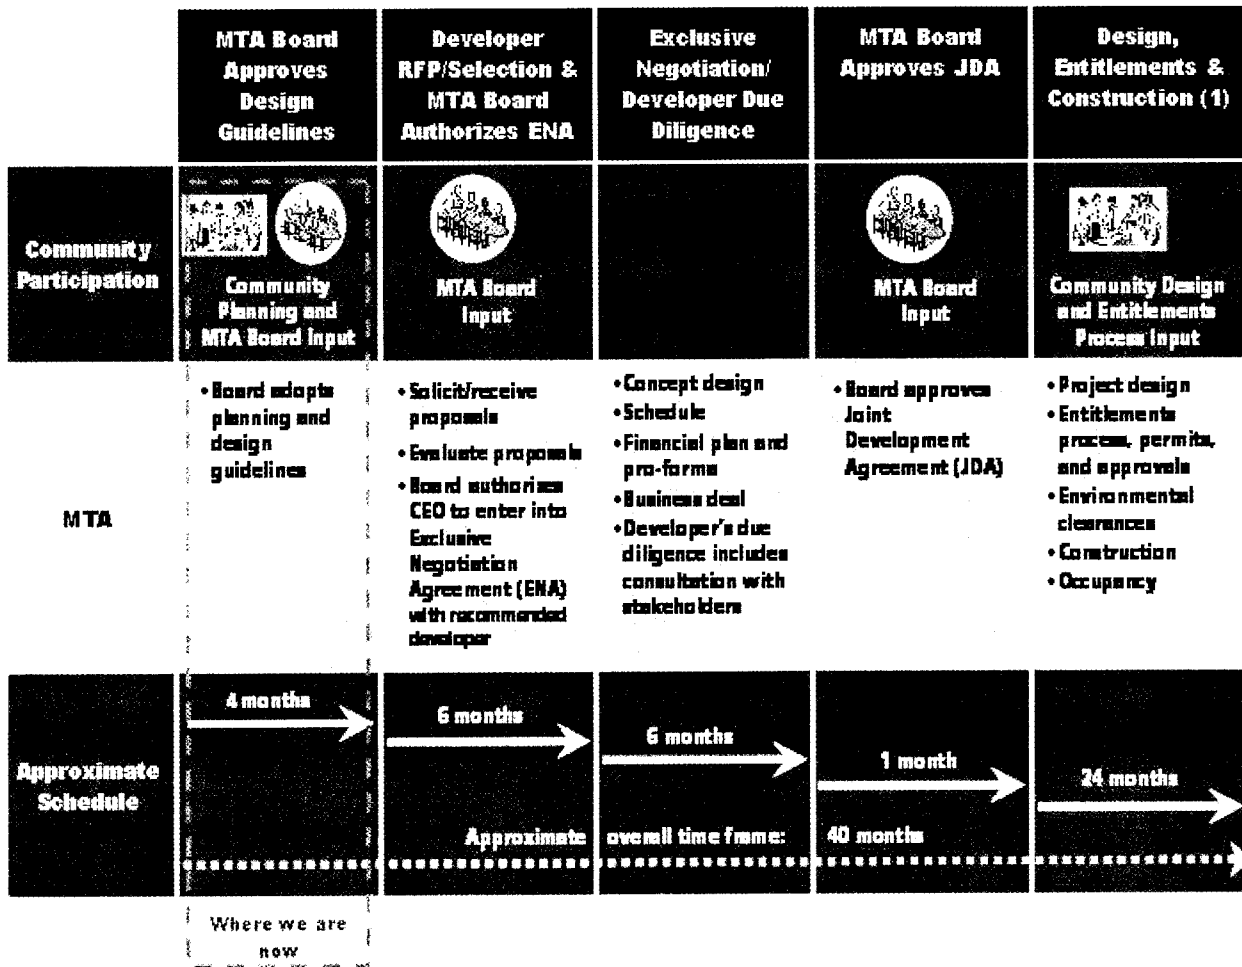 MTA Board
Approves
Design
Guidelines
Developer
RFP/Selection &
MTA Board
Authorizes ENA
Exclusive
Negotiation/
Developer Due
Diligence
MTA Board
Approves JDA
Design,
Entitlements &
Construction (1)
Community
Participation
Community
Planning and
MTA Board Input
MTA Board
Input
MTA Board
Input
Community Design
and Entitlements
Process Input
MTA
• Board adopts
planning and
design
guidelines
• Solicit/receive
proposals
• Evaluate proposals
• Board authorizes
CEO to enter into
Exclusive
Negotiation
Agreement (ENA)
with recommended
developer
• Concept design
• Schedule
• Financial plan and
pro-forma
• Business deal
• Developer's due
diligence includes
consultation with
stakeholders
• Board approves
Joint
Development
Agreement (JDA)
• Project design
• Entitlements
process, permits,
and approvals
• Environmental
clearances
• Construction
• Occupancy
Approximate
Schedule
4 months
6 months
6 months
1 month
24 months
Approximate overall time frame: 40 months
Where we are
now